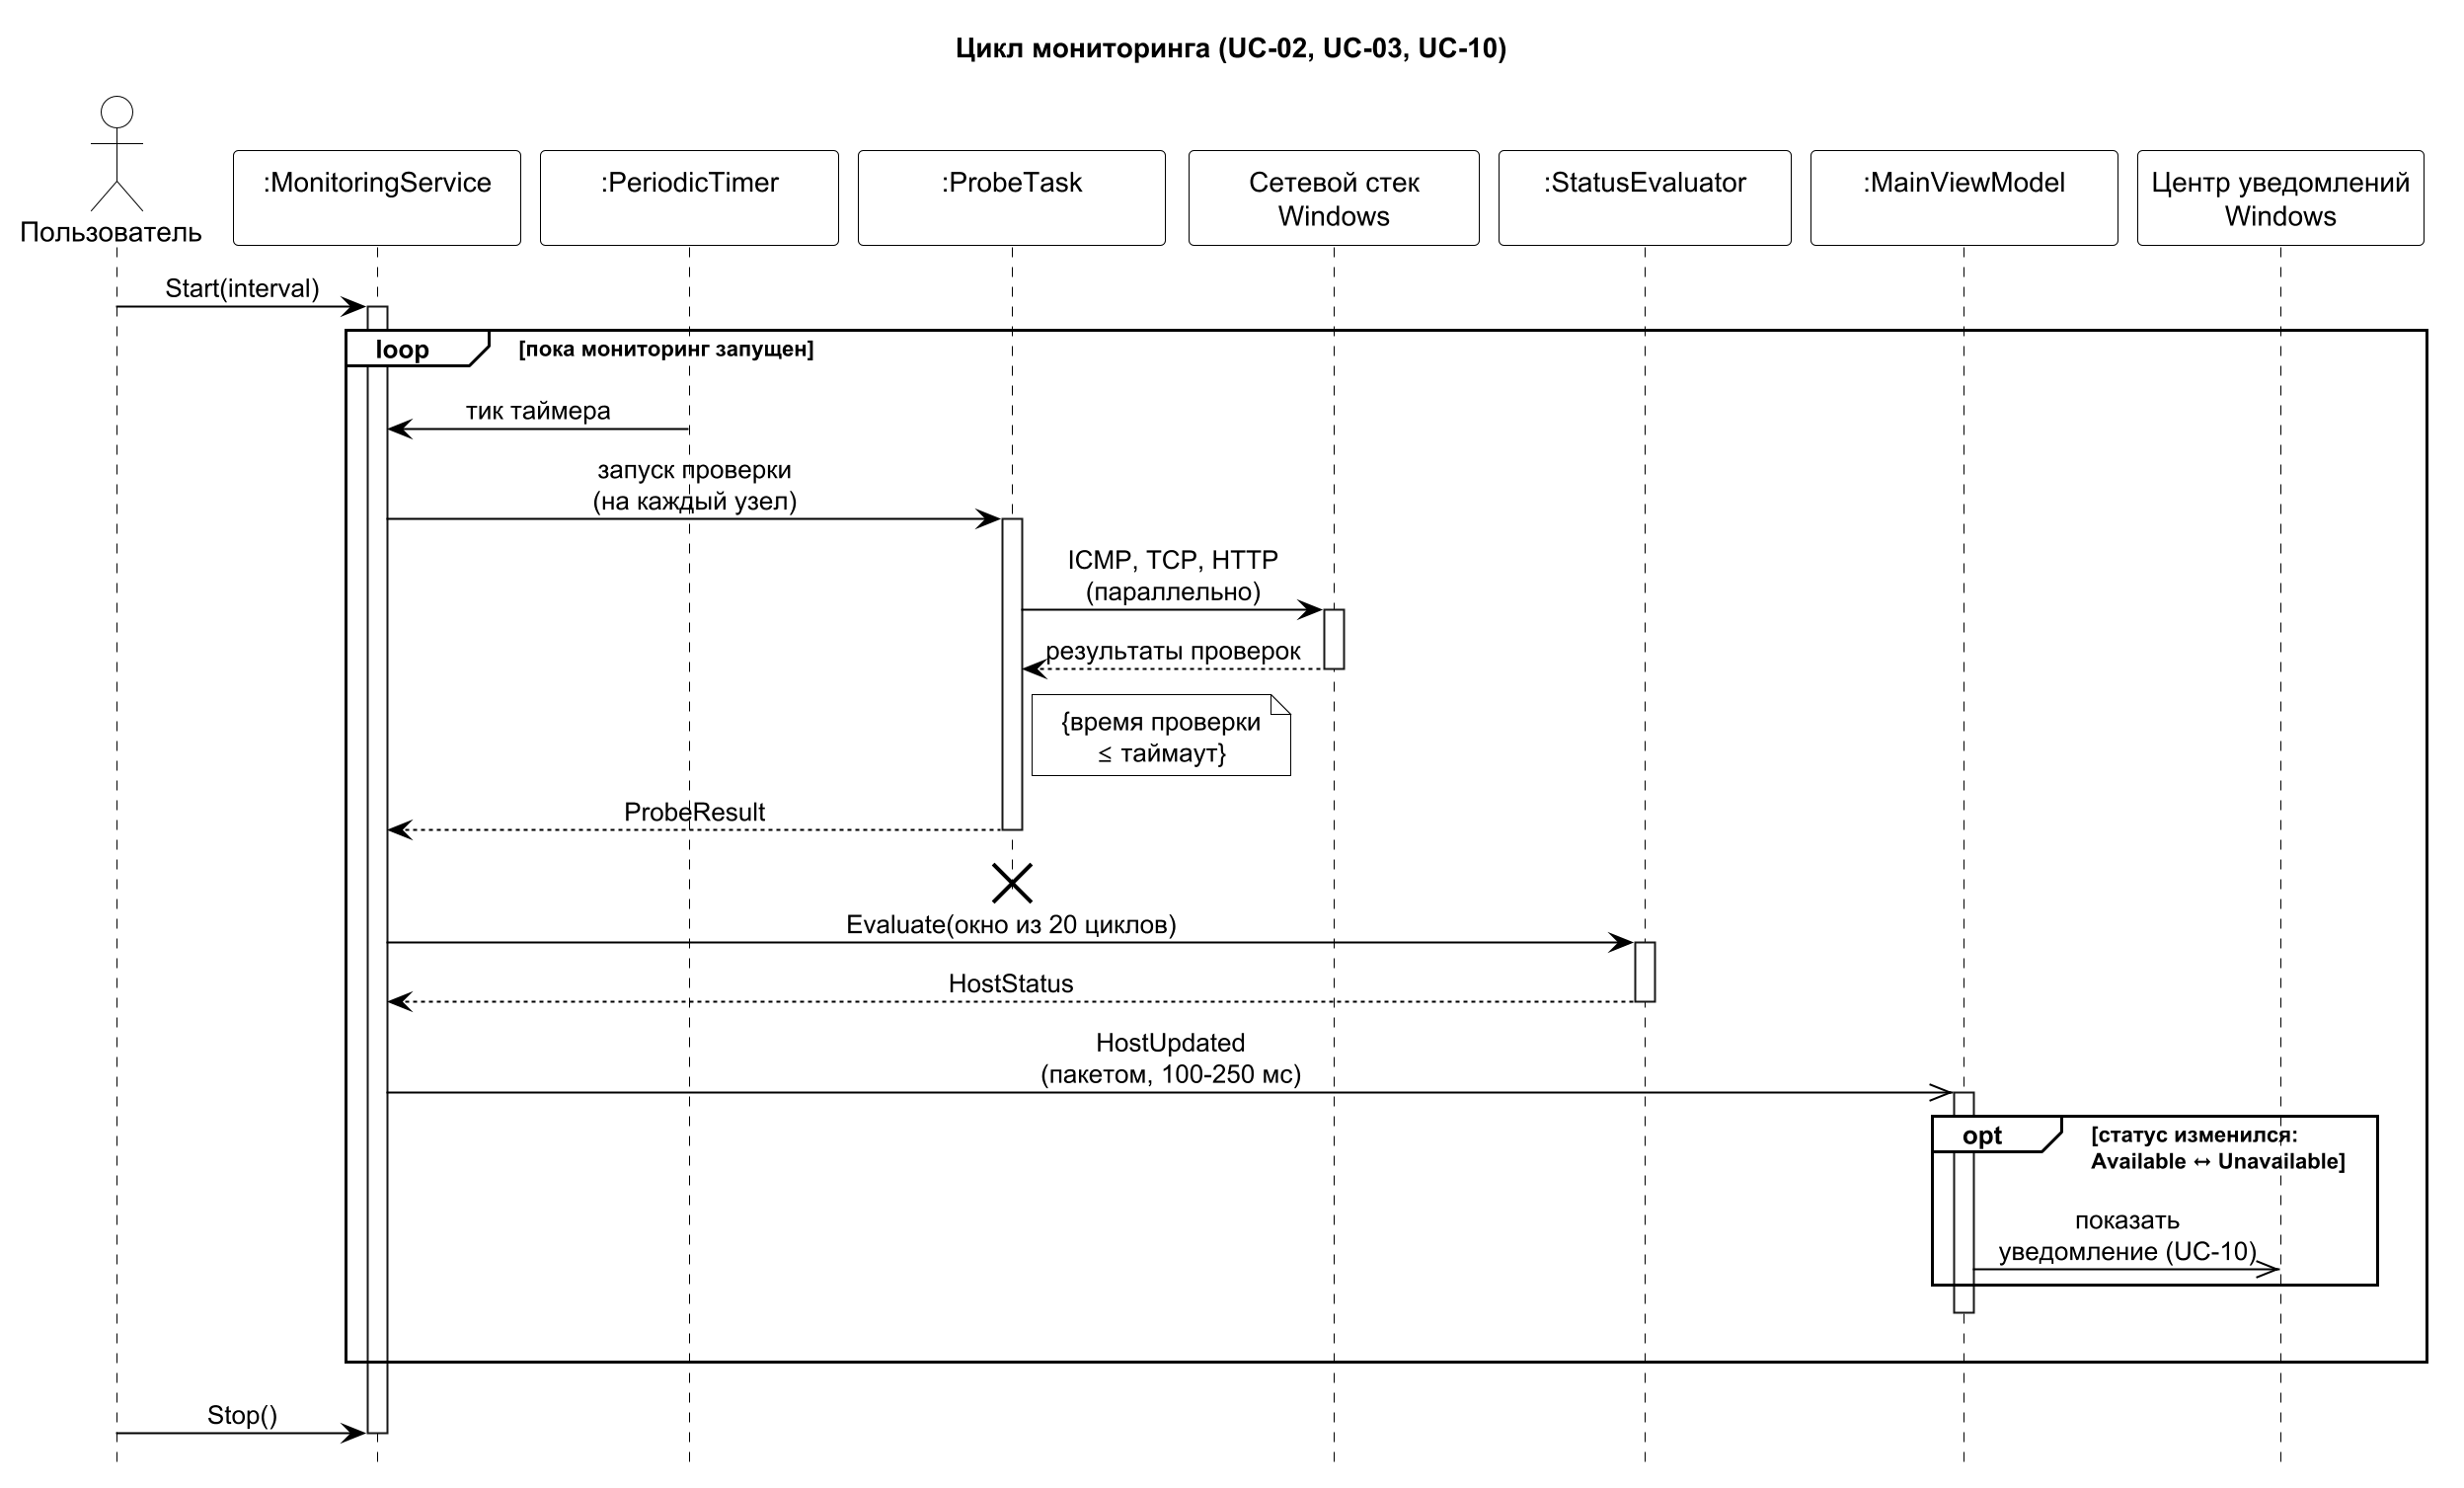 Цикл мониторинга (UC-02, UC-03, UC-10)
Пользователь
:MonitoringService
:PeriodicTimer
:ProbeTask
Сетевой стек
Windows
:StatusEvaluator
:MainViewModel
Центр уведомлений
Windows
Start(interval)
loop
[пока мониторинг запущен]
тик таймера
запуск проверки
(на каждый узел)
ICMP, TCP, HTTP
(параллельно)
результаты проверок
{время проверки
≤ таймаут}
ProbeResult
Evaluate(окно из 20 циклов)
HostStatus
HostUpdated
(пакетом, 100-250 мс)
opt
[статус изменился:
Available ↔ Unavailable]
показать
уведомление (UC-10)
Stop()